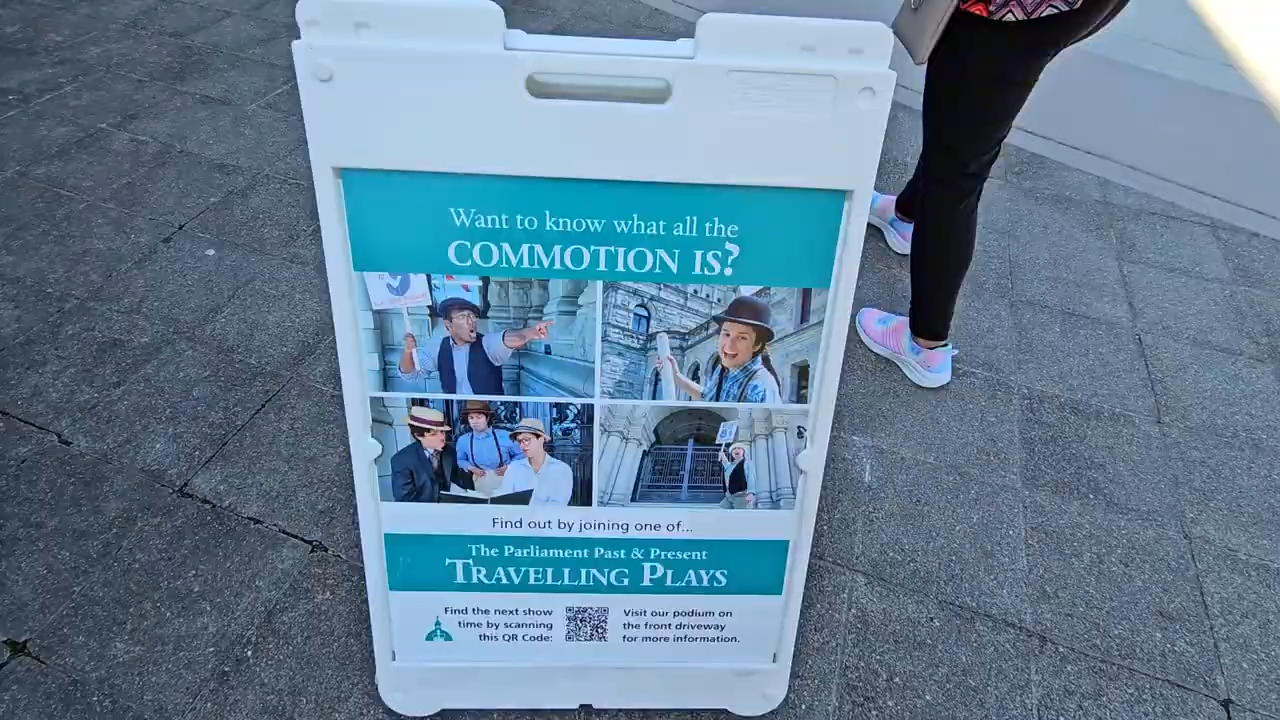 Want to know what all the
COMMOTION IS?
Find out by joining one of...
The Parliament Past & Present
TRAVELLING PLAYS
Find the next show
time by scanning
this QR Code:
Visit our podium on
the front driveway
for more information.